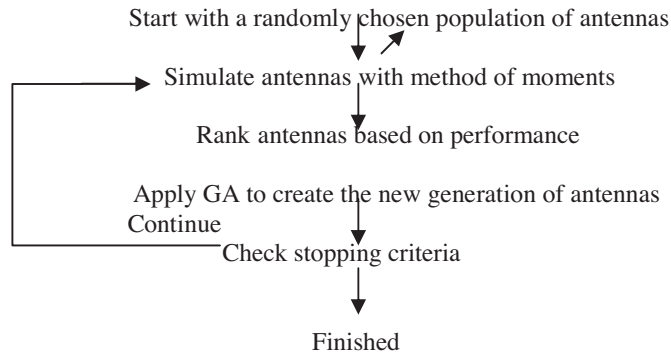 Start with a randomly chosen population of antennas
Simulate antennas with method of moments
Rank antennas based on performance
Apply GA to create the new generation of antennas
Continue
Check stopping criteria
Finished